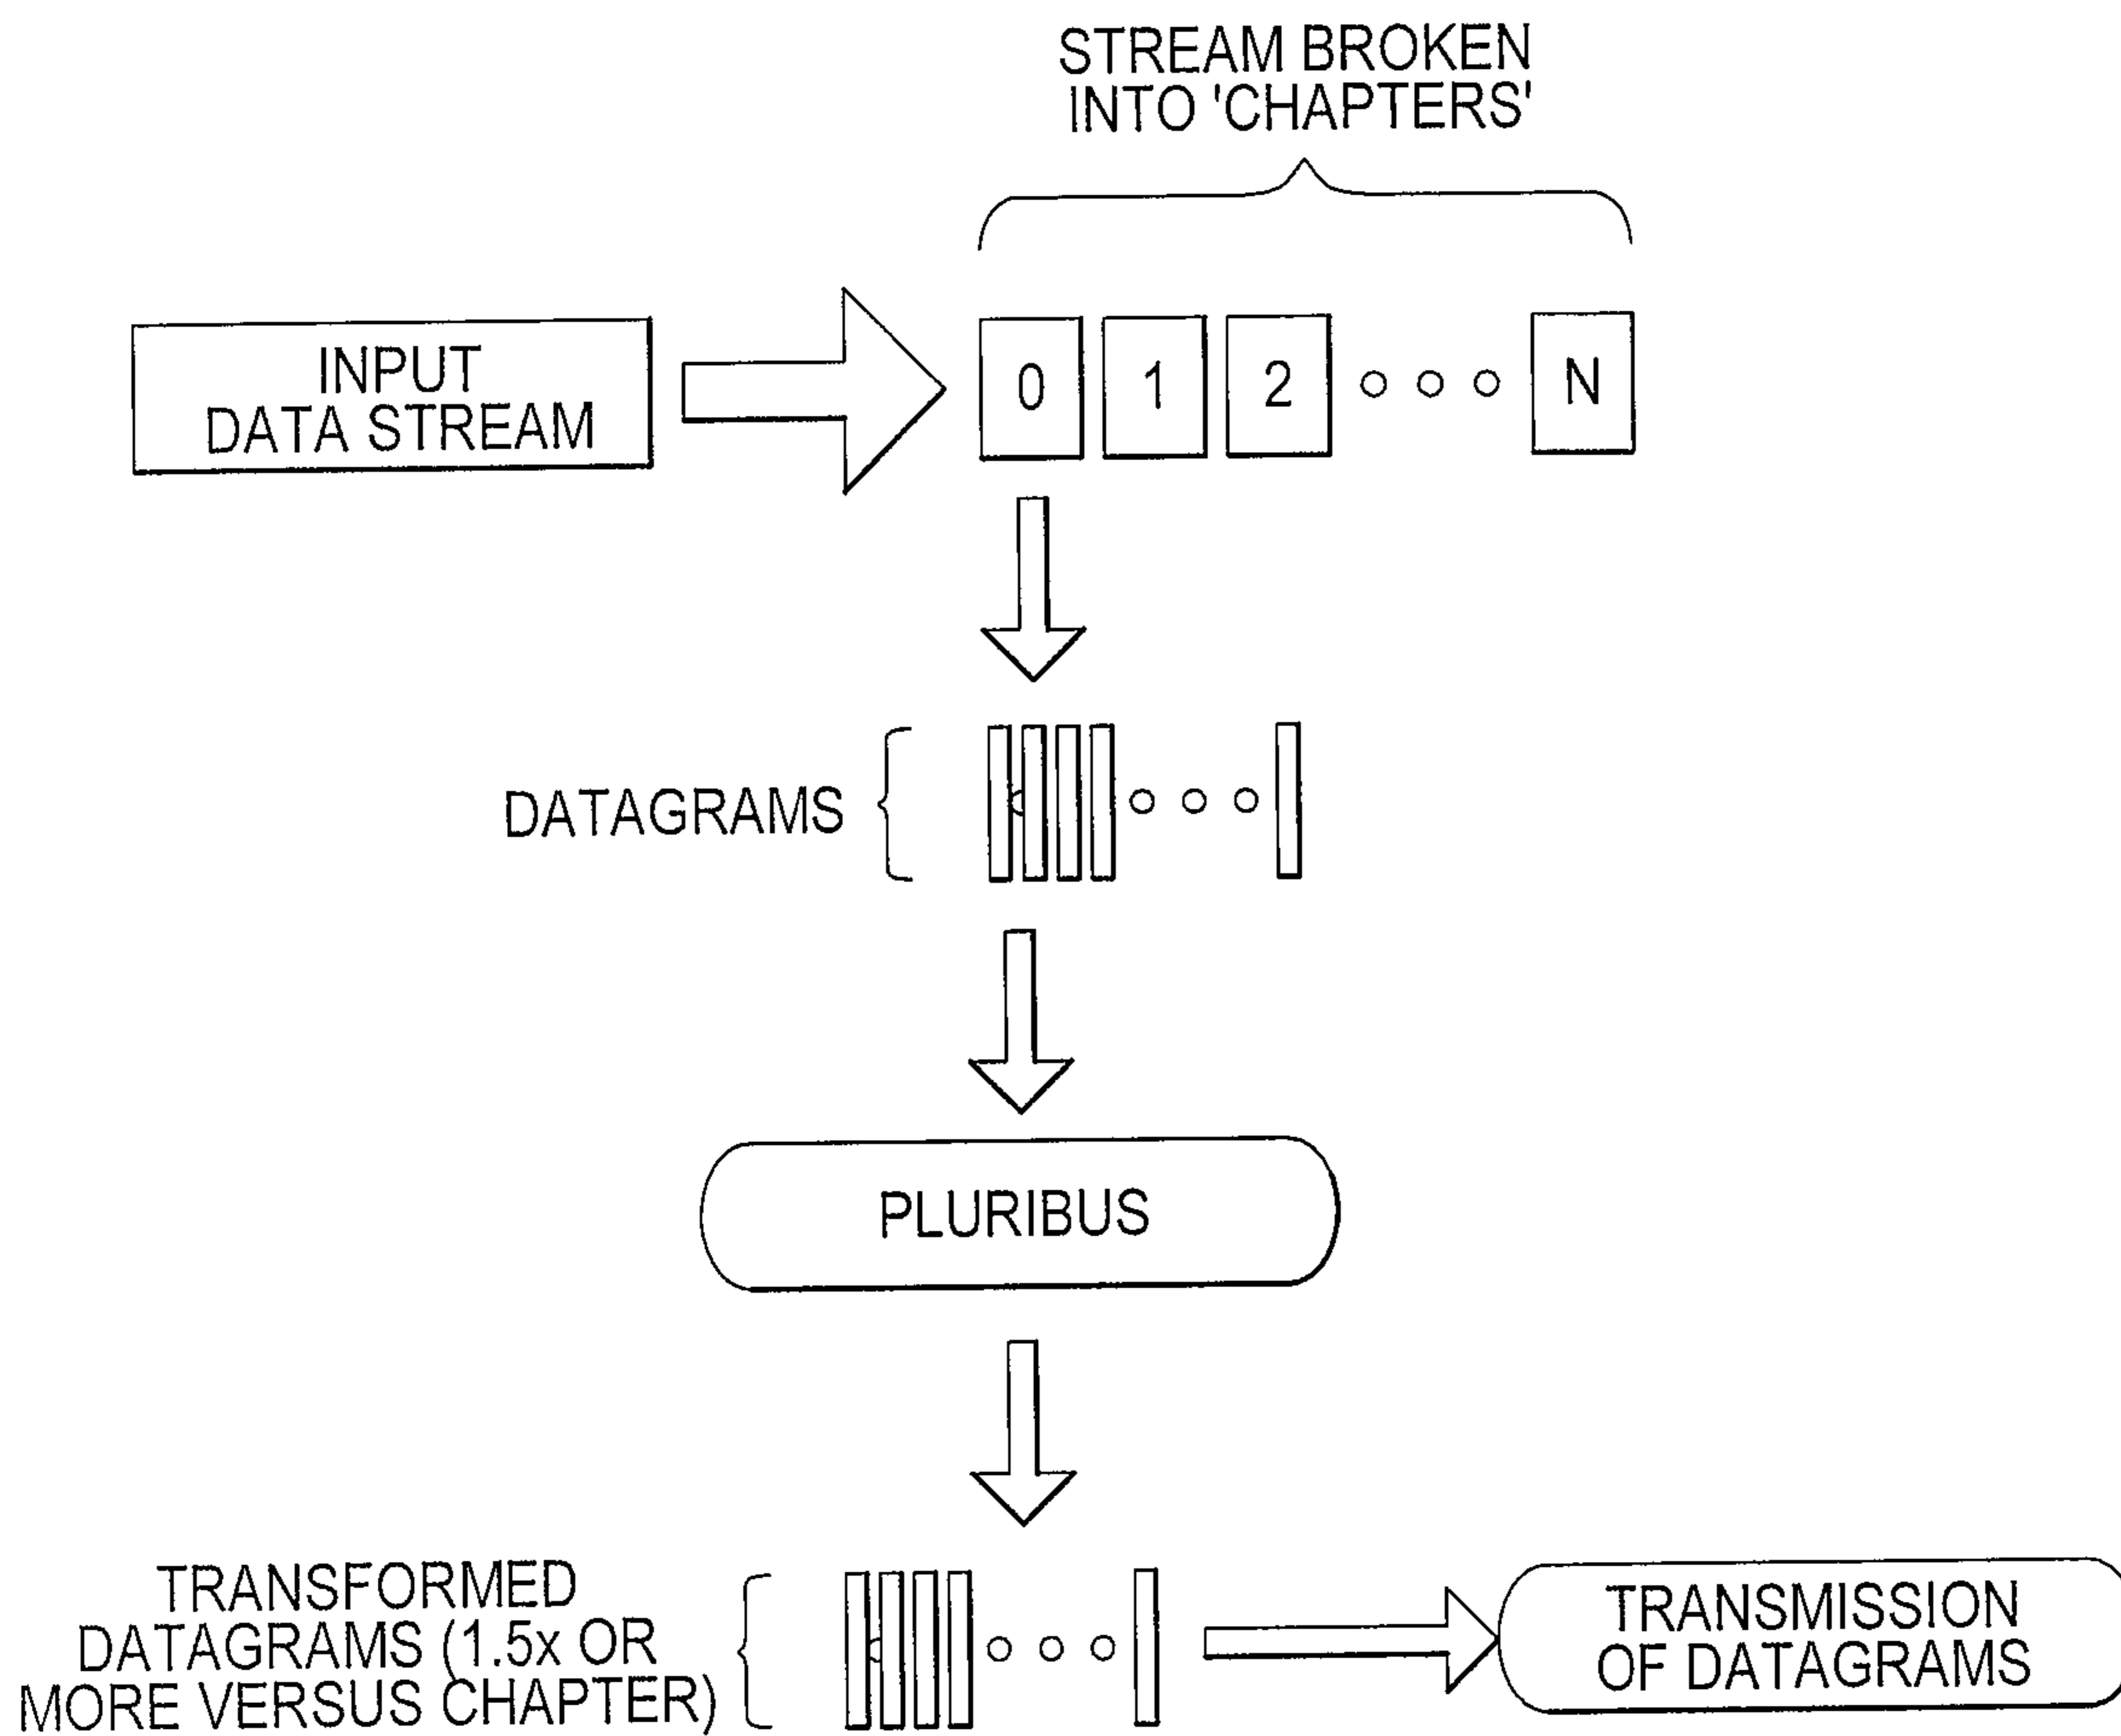 STREAM BROKEN
INTO 'CHAPTERS'
INPUT
DATA STREAM
0 1 2 N
DATAGRAMS
PLURIBUS
TRANSFORMED
DATAGRAMS (1.5x OR
MORE VERSUS CHAPTER)
TRANSMISSION
OF DATAGRAMS